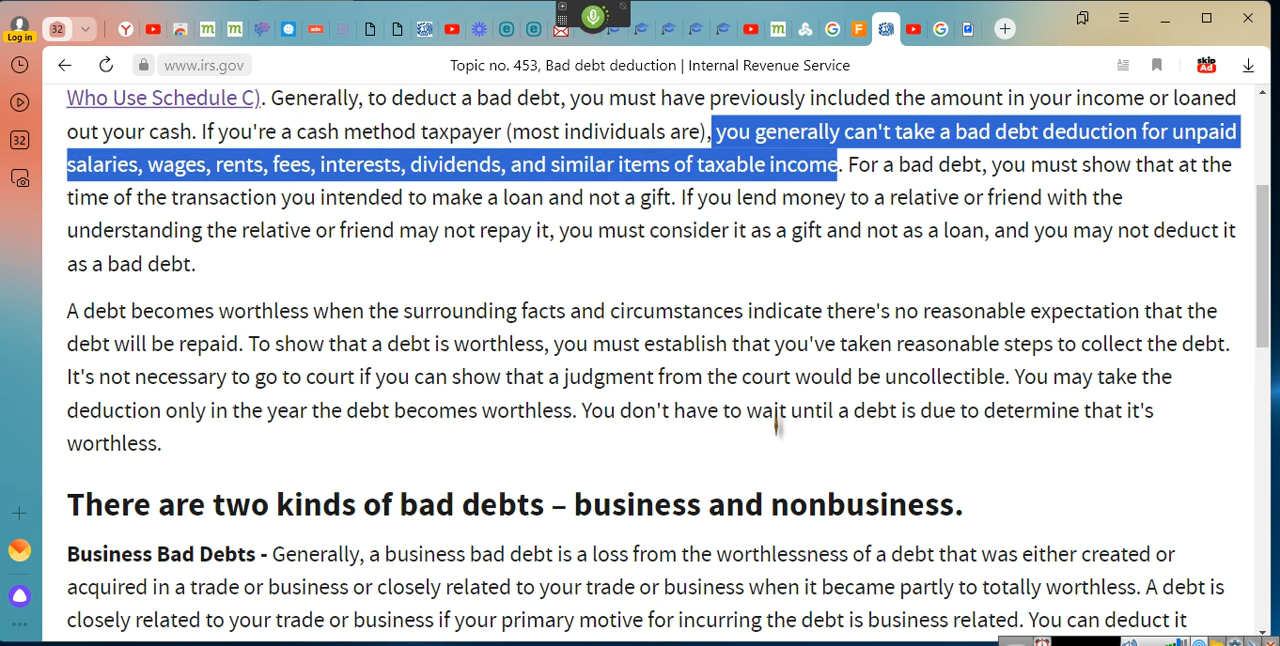 Log in
32
www.irs.gov
Topic no. 453, Bad debt deduction | Internal Revenue Service
skip
Ad
32
Who Use Schedule C). Generally, to deduct a bad debt, you must have previously included the amount in your income or loaned
out your cash. If you're a cash method taxpayer (most individuals are), you generally can't take a bad debt deduction for unpaid
salaries, wages, rents, fees, interests, dividends, and similar items of taxable income. For a bad debt, you must show that at the
time of the transaction you intended to make a loan and not a gift. If you lend money to a relative or friend with the
understanding the relative or friend may not repay it, you must consider it as a gift and not as a loan, and you may not deduct it
as a bad debt.
A debt becomes worthless when the surrounding facts and circumstances indicate there's no reasonable expectation that the
debt will be repaid. To show that a debt is worthless, you must establish that you've taken reasonable steps to collect the debt.
It's not necessary to go to court if you can show that a judgment from the court would be uncollectible. You may take the
deduction only in the year the debt becomes worthless. You don't have to wait until a debt is due to determine that it's
worthless.
There are two kinds of bad debts – business and nonbusiness.
Business Bad Debts - Generally, a business bad debt is a loss from the worthlessness of a debt that was either created or
acquired in a trade or business or closely related to your trade or business when it became partly to totally worthless. A debt is
closely related to your trade or business if your primary motive for incurring the debt is business related. You can deduct it